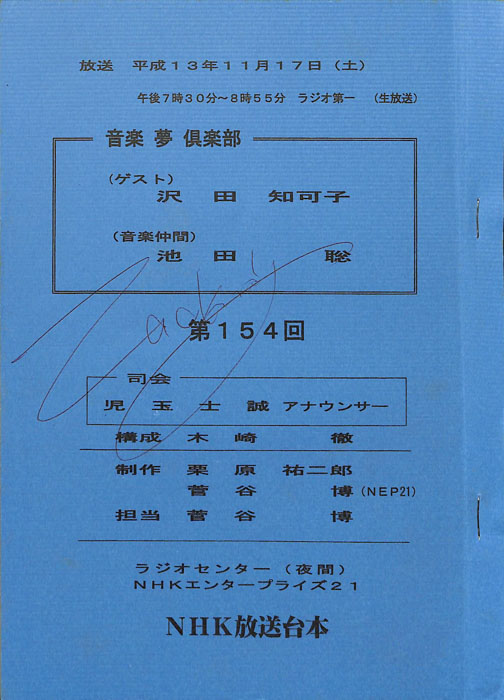 放送 平成13年11月17日(土)
午後7時30分~8時55分 ラジオ第一 (生放送)
音楽 夢 倶楽部
(ゲスト)
沢田 知可子
(音楽仲間)
池田 聡
第154回
司会
児玉士誠 アナウンサー
構成 木崎 徹
制作 栗原 祐二郎
菅谷 博(NEP21)
担当 菅谷 博
ラジオセンター(夜間)
NHKエンタープライズ21
NHK放送台本